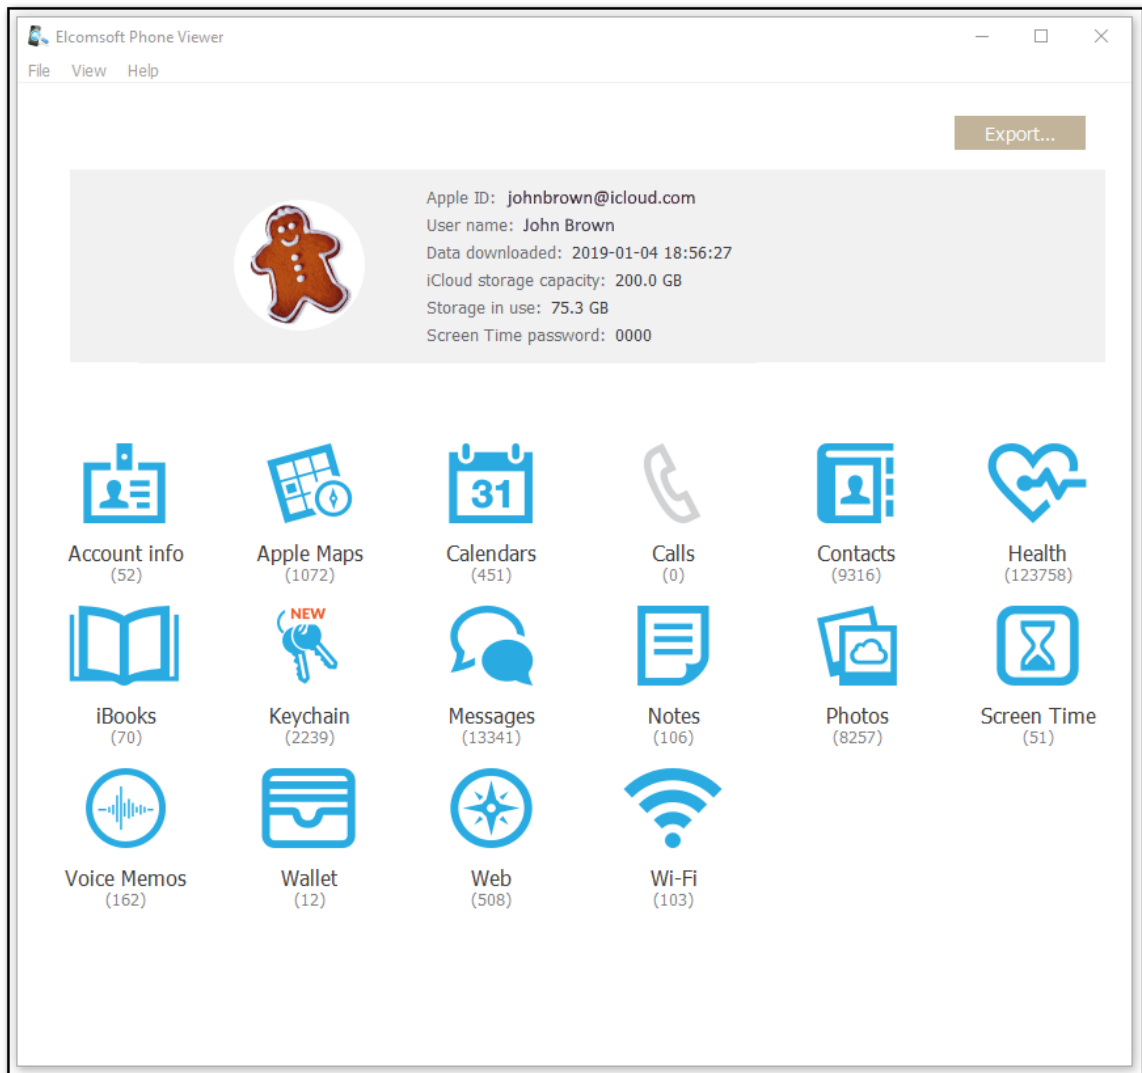 Elcomsoft Phone Viewer
File View Help
Export...
Apple ID: johnbrown@icloud.com
User name: John Brown
Data downloaded: 2019-01-04 18:56:27
iCloud storage capacity: 200.0 GB
Storage in use: 75.3 GB
Screen Time password: 0000
31
Account info Apple Maps Calendars Calls Contacts Health
(52) (1072) (451) (0) (9316) (123758)
NEW
iBooks Keychain Messages Notes Photos Screen Time
(70) (2239) (13341) (106) (8257) (51)
Voice Memos Wallet Web Wi-Fi
(162) (12) (508) (103)